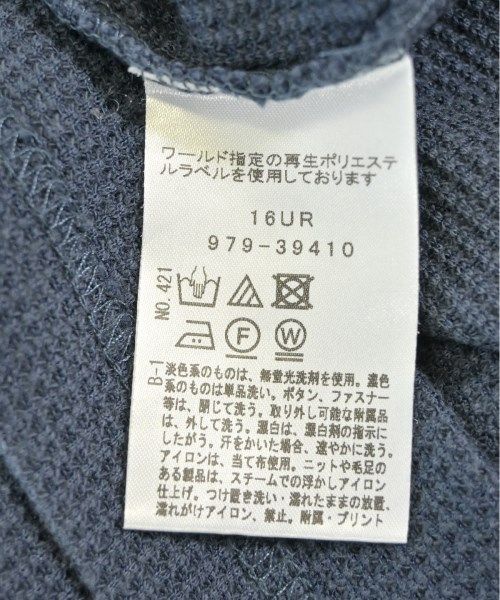 ワールド指定の再生ポリエステ
ルラベルを使用しております
16UR
979-39410
NO.421
F
W
B-1
淡色系のものは、無蛍光洗剤を使用。濃色
系のものは単品洗い。ボタン、ファスナー
等は、閉じて洗う。取り外し可能な附属品
は、外して洗う。漂白は、漂白剤の指示に
したがう。汗をかいた場合、速やかに洗う。
アイロンは、当て布使用。ニットや毛足の
ある製品は、スチームでの浮かしアイロン
仕上げ。つけ置き洗い・濡れたままの放置、
濡れがけアイロン、禁止。附属・プリント